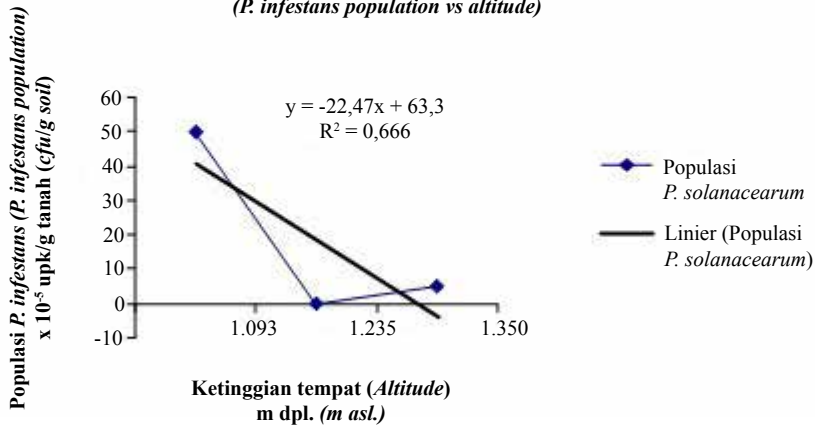 (P. infestans population vs altitude)
Populasi P. infestans (P. infestans population)
x 10-⁵ upk/g tanah (cfu/g soil)
60
50
40
30
20
10
0
-10
y = -22,47x + 63,3
R² = 0,666
1.093
1.235
1.350
Ketinggian tempat (Altitude)
m dpl. (m asl.)
Populasi
P. solanacearum
Linier (Populasi
P. solanacearum)